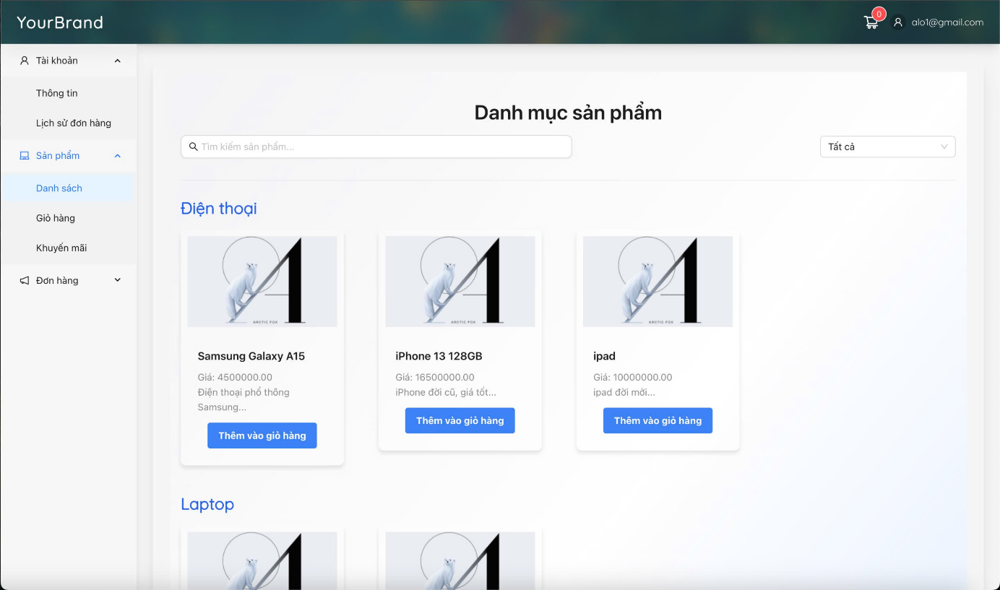 YourBrand
0
alo1@gmail.com
Tài khoản
Thông tin
Lịch sử đơn hàng
Sản phẩm
Danh sách
Giỏ hàng
Khuyến mãi
Đơn hàng
Danh mục sản phẩm
Tìm kiếm sản phẩm...
Tất cả
Điện thoại
A
ARCTIC FOX
Samsung Galaxy A15
Giá: 4500000.00
Điện thoại phổ thông
Samsung...
Thêm vào giỏ hàng
A
ARCTIC FOX
iPhone 13 128GB
Giá: 16500000.00
iPhone đời cũ, giá tốt...
Thêm vào giỏ hàng
A
ARCTIC FOX
ipad
Giá: 10000000.00
ipad đời mới...
Thêm vào giỏ hàng
Laptop
A
A